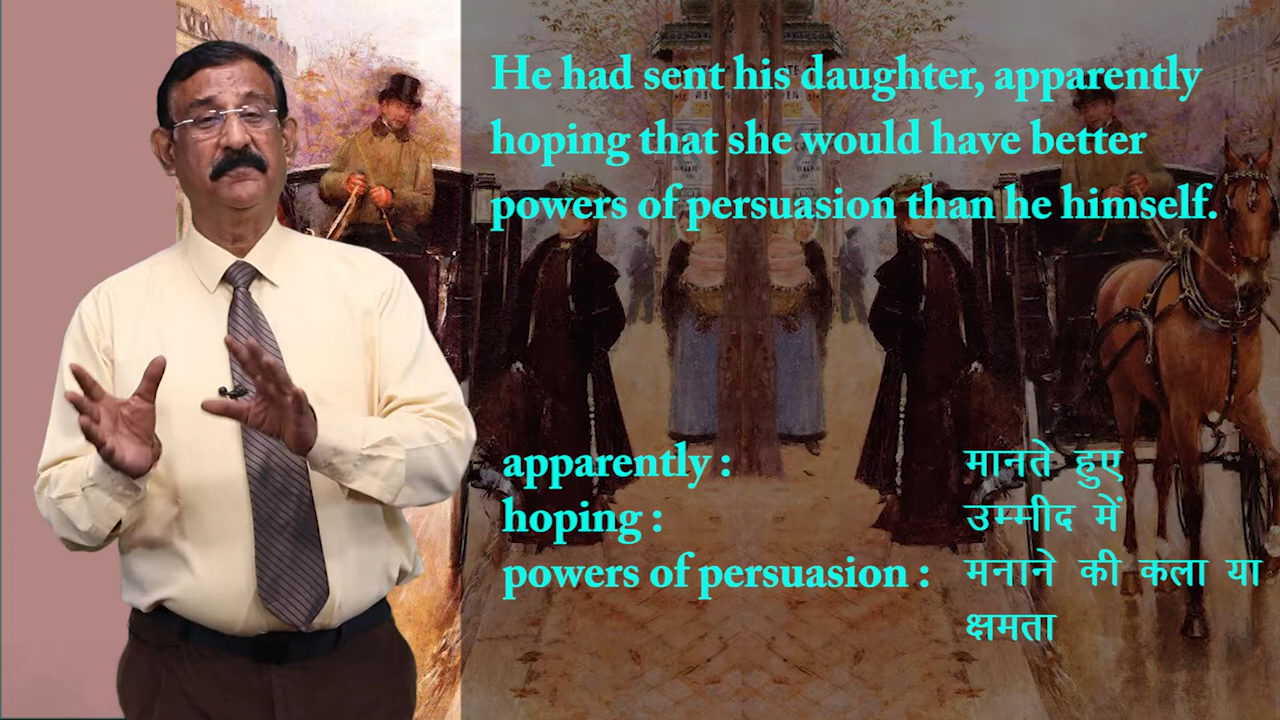 He had sent his daughter, apparently
hoping that she would have better
powers of persuasion than he himself.
apparently : मानते हुए
hoping : उम्मीद में
powers of persuasion : मनाने की कला या
क्षमता